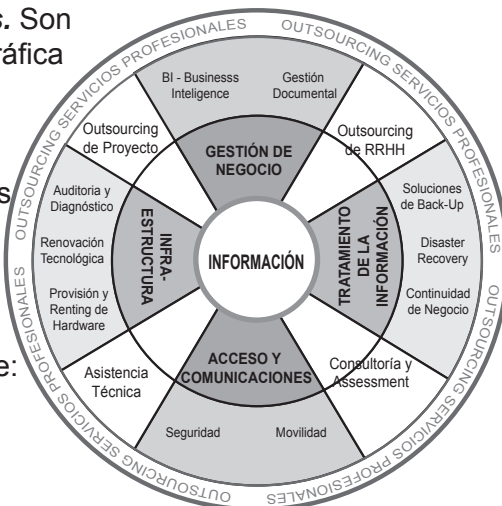 s. Son
ráfica
s
e:
OUTSOURCING SERVICIOS PROFESIONALES
OUTSOURCING SERVICIOS PROFESIONALES
OUTSOURCING SERVICIOS PROFESIONALES
OUTSOURCING SERVICIOS PROFESIONALES
BI - Businesss
Inteligence
Gestión
Documental
Outsourcing
de Proyecto
GESTIÓN DE
NEGOCIO
Outsourcing
de RRHH
Auditoria y
Diagnóstico
Renovación
Tecnológica
Provisión y
Renting de
Hardware
INFRA-
ESTRUCTURA
INFORMACIÓN
TRATAMIENTO
DE LA
INFORMACIÓN
Soluciones
de Back-Up
Disaster
Recovery
Continuidad
de Negocio
Asistencia
Técnica
ACCESO Y
COMUNICACIONES
Consultoría y
Assessment
Seguridad
Movilidad